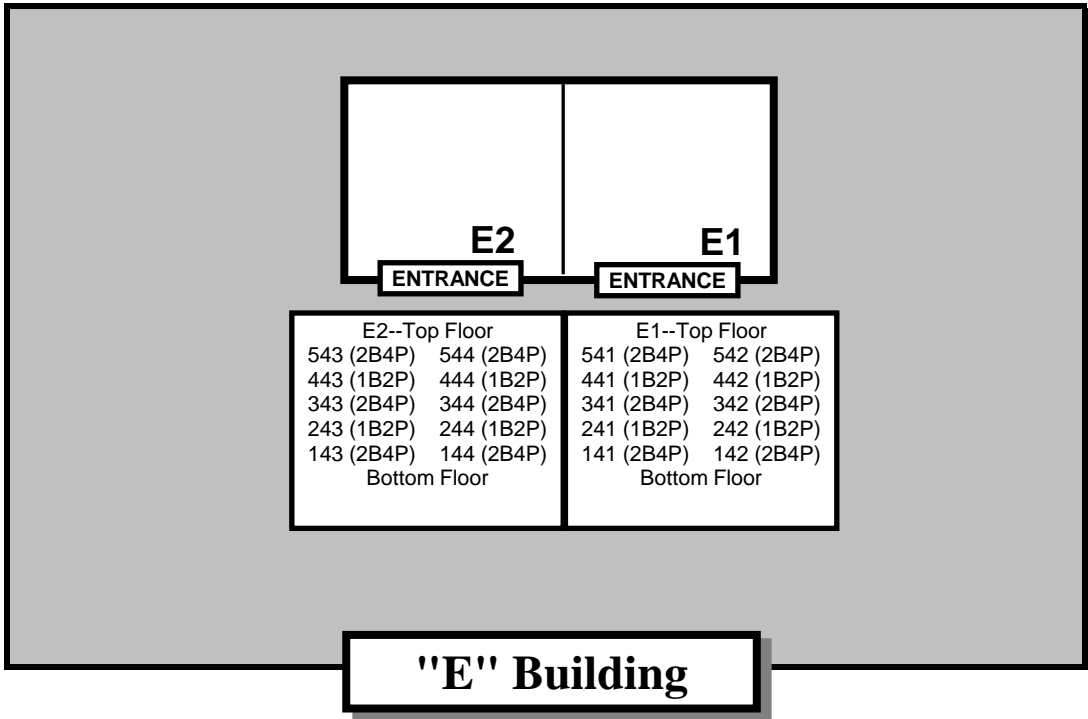 E2
E1
ENTRANCE
ENTRANCE
E2--Top Floor
543 (2B4P) 544 (2B4P)
443 (1B2P) 444 (1B2P)
343 (2B4P) 344 (2B4P)
243 (1B2P) 244 (1B2P)
143 (2B4P) 144 (2B4P)
Bottom Floor
E1--Top Floor
541 (2B4P) 542 (2B4P)
441 (1B2P) 442 (1B2P)
341 (2B4P) 342 (2B4P)
241 (1B2P) 242 (1B2P)
141 (2B4P) 142 (2B4P)
Bottom Floor
"E" Building